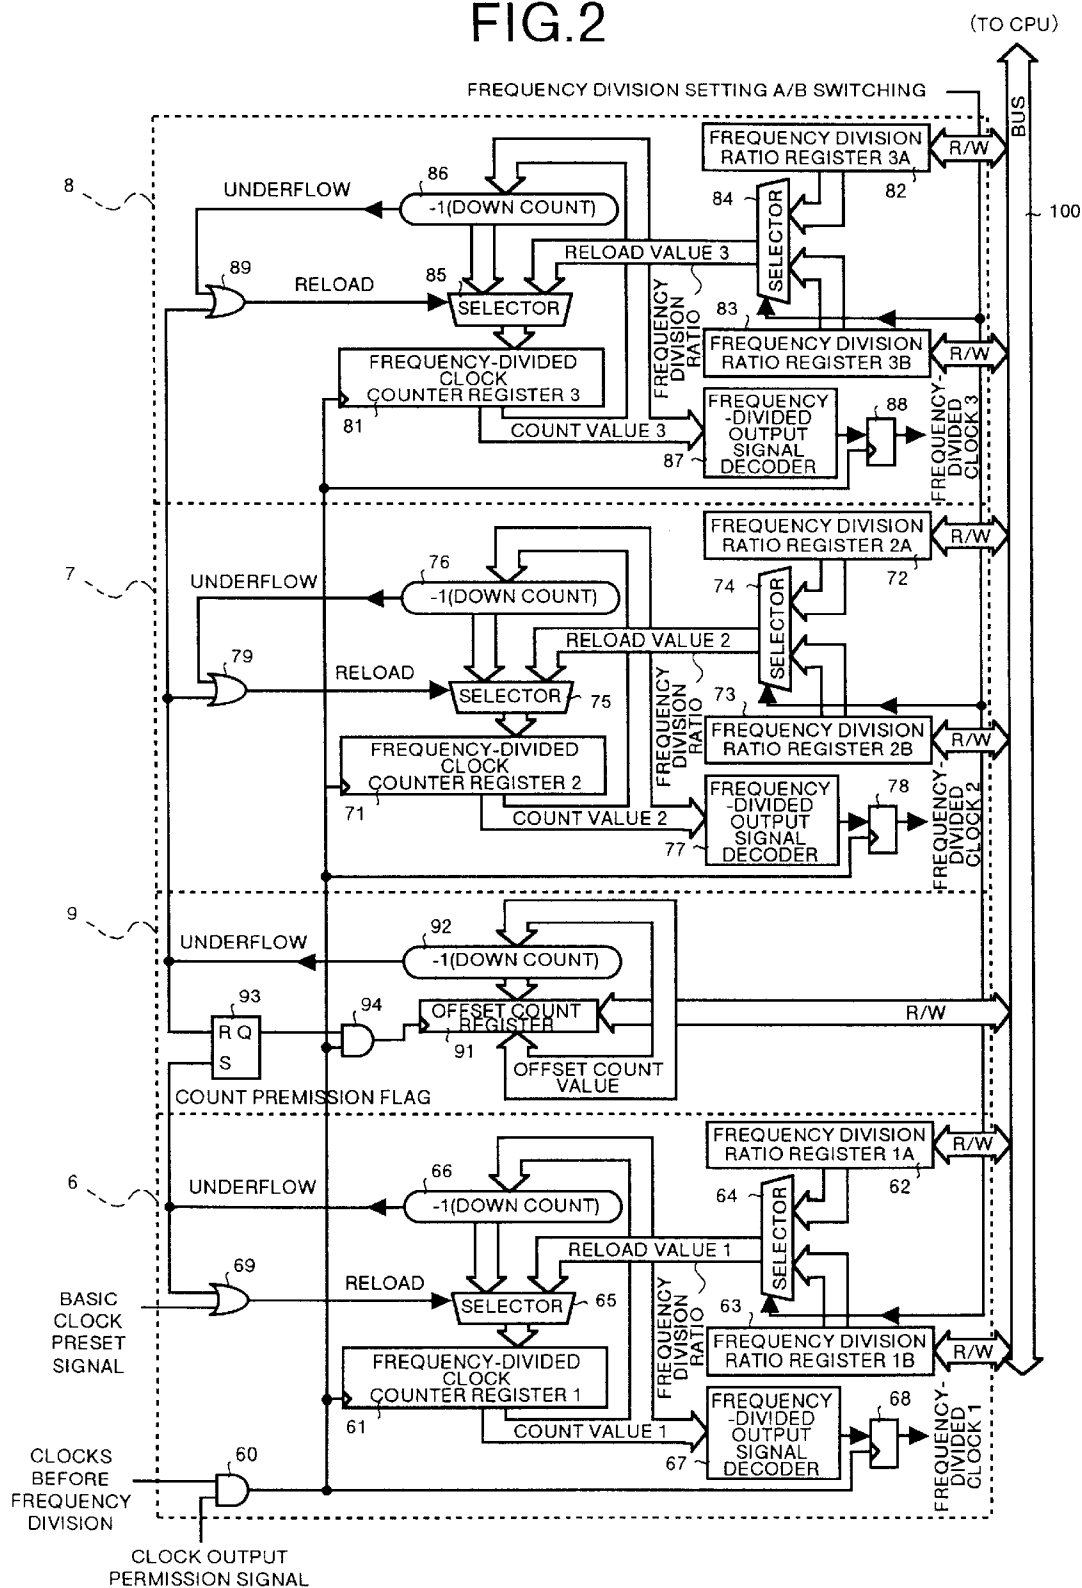 FIG.2
(TO CPU)
FREQUENCY DIVISION SETTING A/B SWITCHING
BUS
100
8
UNDERFLOW
86
-1(DOWN COUNT)
FREQUENCY DIVISION
RATIO REGISTER 3A
R/W
82
84
SELECTOR
89
RELOAD
85
SELECTOR
RELOAD VALUE 3
FREQUENCY
DIVISION
RATIO
83
FREQUENCY DIVISION
RATIO REGISTER 3B
R/W
FREQUENCY-DIVIDED
CLOCK
COUNTER REGISTER 3
81
COUNT VALUE 3
87
FREQUENCY
-DIVIDED
OUTPUT
SIGNAL
DECODER
88
FREQUENCY-
DIVIDED
CLOCK 3
7
UNDERFLOW
76
-1(DOWN COUNT)
FREQUENCY DIVISION
RATIO REGISTER 2A
R/W
72
74
SELECTOR
79
RELOAD
SELECTOR
75
RELOAD VALUE 2
FREQUENCY
DIVISION
RATIO
73
FREQUENCY DIVISION
RATIO REGISTER 2B
R/W
FREQUENCY-DIVIDED
CLOCK
COUNTER REGISTER 2
71
COUNT VALUE 2
77
FREQUENCY
-DIVIDED
OUTPUT
SIGNAL
DECODER
78
FREQUENCY-
DIVIDED
CLOCK 2
9
UNDERFLOW
92
-1(DOWN COUNT)
93
R Q
S
94
OFFSET COUNT
REGISTER
91
R/W
OFFSET COUNT
VALUE
COUNT PREMISSION FLAG
6
UNDERFLOW
66
-1(DOWN COUNT)
FREQUENCY DIVISION
RATIO REGISTER 1A
R/W
62
64
SELECTOR
69
RELOAD
SELECTOR
65
RELOAD VALUE 1
FREQUENCY
DIVISION
RATIO
63
FREQUENCY DIVISION
RATIO REGISTER 1B
R/W
BASIC
CLOCK
PRESET
SIGNAL
FREQUENCY-DIVIDED
CLOCK
COUNTER REGISTER 1
61
COUNT VALUE 1
67
FREQUENCY
-DIVIDED
OUTPUT
SIGNAL
DECODER
68
FREQUENCY-
DIVIDED
CLOCK 1
CLOCKS
BEFORE
FREQUENCY
DIVISION
60
CLOCK OUTPUT
PERMISSION SIGNAL